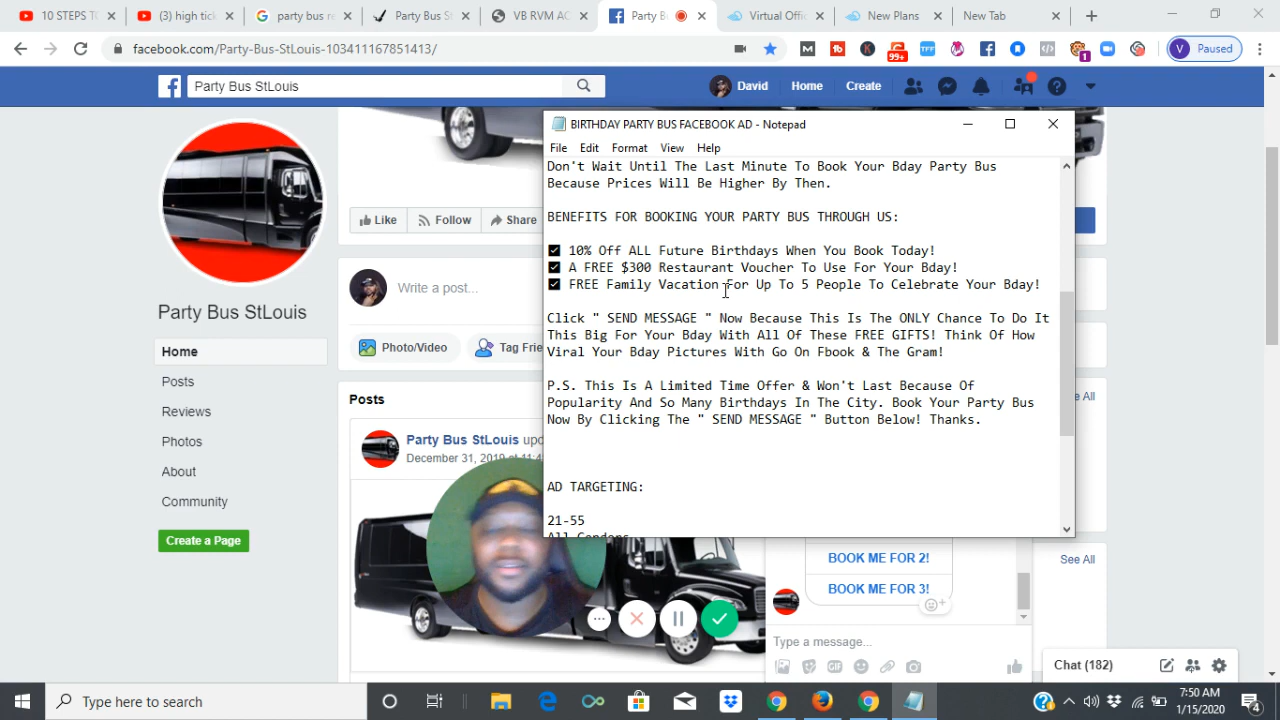 10 STEPS T
(3) high tick
party bus re
Party Bus St
VB RVM AC
Party B
Virtual Offic
New Plans
New Tab
facebook.com/Party-Bus-StLouis-103411167851413/
99+
1
V Paused
Party Bus StLouis
David Home Create
BIRTHDAY PARTY BUS FACEBOOK AD - Notepad
File Edit Format View Help
Don't Wait Until The Last Minute To Book Your Bday Party Bus
Because Prices Will Be Higher By Then.
BENEFITS FOR BOOKING YOUR PARTY BUS THROUGH US:
☑ 10% Off ALL Future Birthdays When You Book Today!
☑ A FREE $300 Restaurant Voucher To Use For Your Bday!
☑ FREE Family Vacation For Up To 5 People To Celebrate Your Bday!
Click " SEND MESSAGE " Now Because This Is The ONLY Chance To Do It
This Big For Your Bday With All Of These FREE GIFTS! Think Of How
Viral Your Bday Pictures With Go On Fbook & The Gram!
P.S. This Is A Limited Time Offer & Won't Last Because Of
Popularity And So Many Birthdays In The City. Book Your Party Bus
Now By Clicking The " SEND MESSAGE " Button Below! Thanks.
AD TARGETING:
21-55
Like Follow Share
Write a post...
Photo/Video Tag Frie
Party Bus StLouis
Home
Posts
Reviews
Photos
About
Community
Create a Page
Posts
Party Bus StLouis upd
December 31, 2019
See All
BOOK ME FOR 2!
BOOK ME FOR 3!
Type a message...
GIF
Chat (182)
Type here to search
7:50 AM
1/15/2020
4